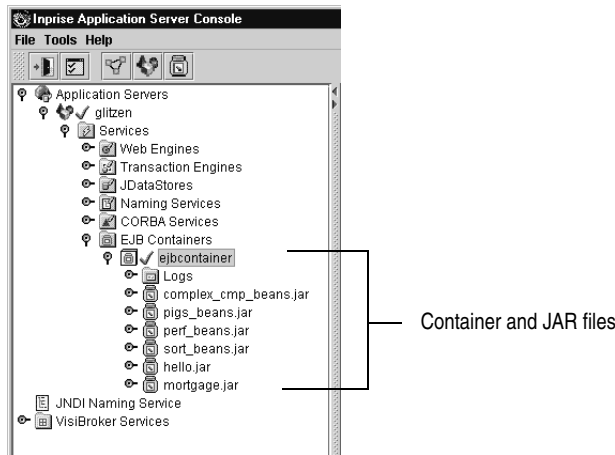 Inprise Application Server Console
File Tools Help
Application Servers
glitzen
Services
Web Engines
Transaction Engines
JDataStores
Naming Services
CORBA Services
EJB Containers
ejbcontainer
Logs
complex_cmp_beans.jar
pigs_beans.jar
perf_beans.jar
Container and JAR files
sort_beans.jar
hello.jar
mortgage.jar
JNDI Naming Service
VisiBroker Services